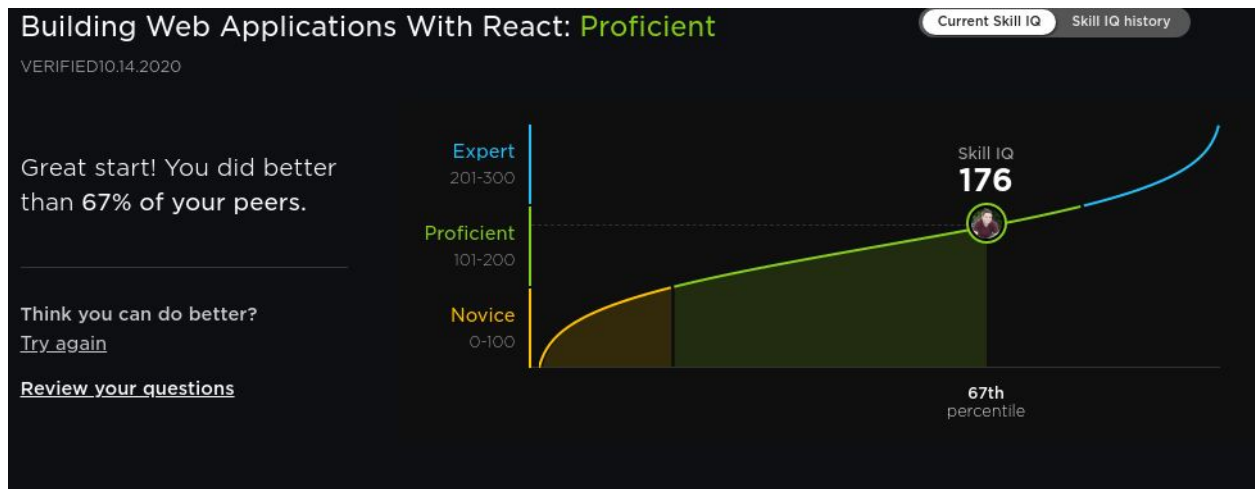 Building Web Applications With React: Proficient
Current Skill IQ
Skill IQ history
VERIFIED10.14.2020
Great start! You did better
than 67% of your peers.
Think you can do better?
Try again
Review your questions
Expert
201-300
Proficient
101-200
Novice
0-100
Skill IQ
176
67th
percentile